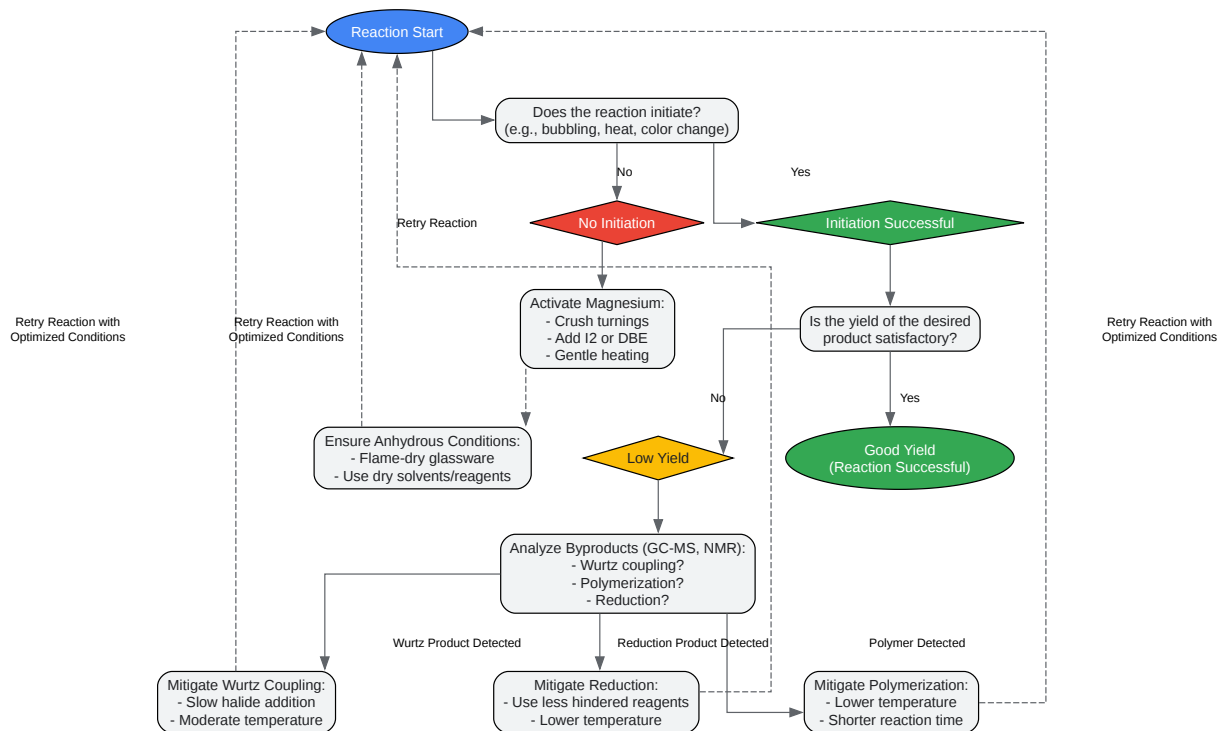 Reaction Start
Does the reaction initiate?
(e.g., bubbling, heat, color change)
No
Yes
Retry Reaction
No Initiation
Initiation Successful
Activate Magnesium:
- Crush turnings
- Add I2 or DBE
- Gentle heating
Is the yield of the desired
product satisfactory?
Retry Reaction with
Optimized Conditions
Retry Reaction with
Optimized Conditions
Retry Reaction with
Optimized Conditions
No
Yes
Ensure Anhydrous Conditions:
- Flame-dry glassware
- Use dry solvents/reagents
Low Yield
Good Yield
(Reaction Successful)
Analyze Byproducts (GC-MS, NMR):
- Wurtz coupling?
- Polymerization?
- Reduction?
Wurtz Product Detected
Reduction Product Detected
Polymer Detected
Mitigate Wurtz Coupling:
- Slow halide addition
- Moderate temperature
Mitigate Reduction:
- Use less hindered reagents
- Lower temperature
Mitigate Polymerization:
- Lower temperature
- Shorter reaction time